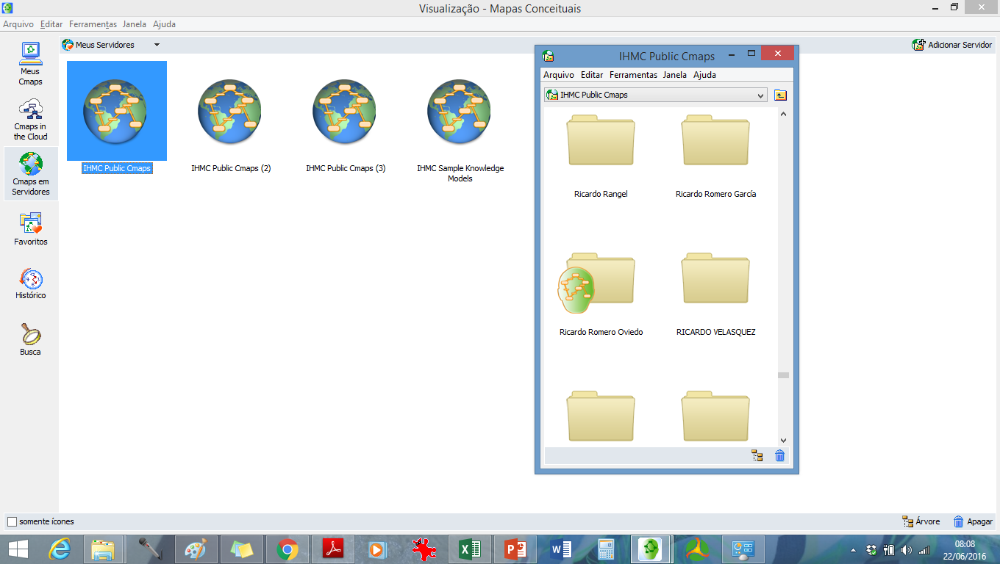 Visualização - Mapas Conceituais
Arquivo Editar Ferramentas Janela Ajuda
Meus Servidores
Adicionar Servidor
Meus
Cmaps
Cmaps in
the Cloud
Cmaps em
Servidores
Favoritos
Histórico
Busca
IHMC Public Cmaps
IHMC Public Cmaps (2)
IHMC Public Cmaps (3)
IHMC Sample Knowledge
Models
IHMC Public Cmaps
Arquivo Editar Ferramentas Janela Ajuda
IHMC Public Cmaps
Ricardo Rangel
Ricardo Romero García
Ricardo Romero Oviedo
RICARDO VELASQUEZ
somente ícones
Árvore
Apagar
08:08
22/06/2016